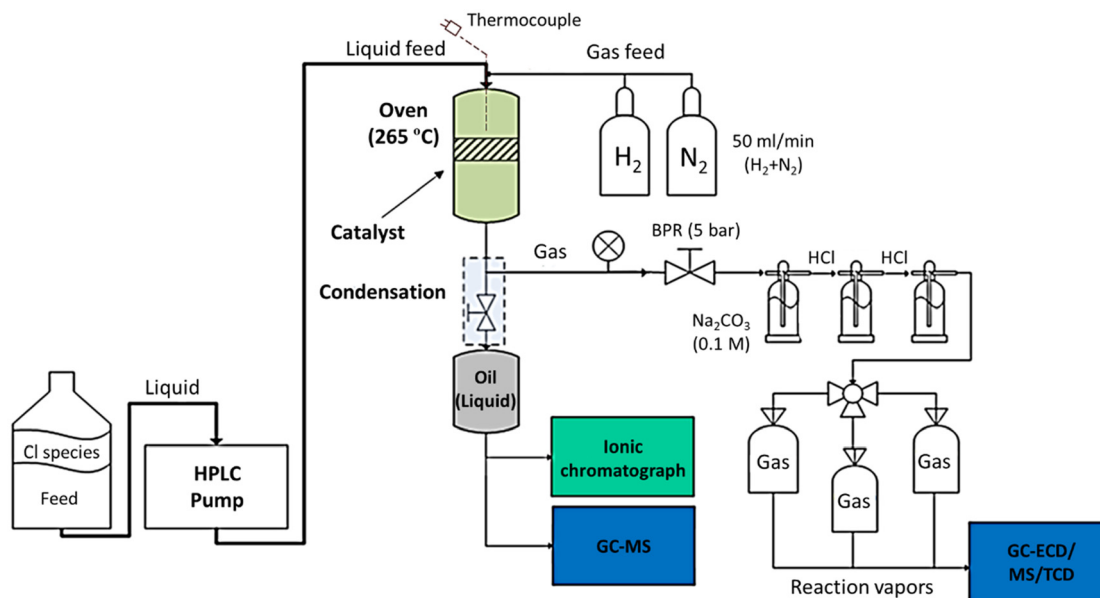 Thermocouple
Liquid feed
Gas feed
Oven
(265 ºC)
H2
N2
50 ml/min
(H2+N2)
Catalyst
Gas
BPR (5 bar)
HCl
HCl
Condensation
Na2CO3
(0.1 M)
Oil
(Liquid)
Liquid
Cl species
Feed
HPLC
Pump
Ionic
chromatograph
Gas
Gas
Gas
GC-MS
GC-ECD/
MS/TCD
Reaction vapors